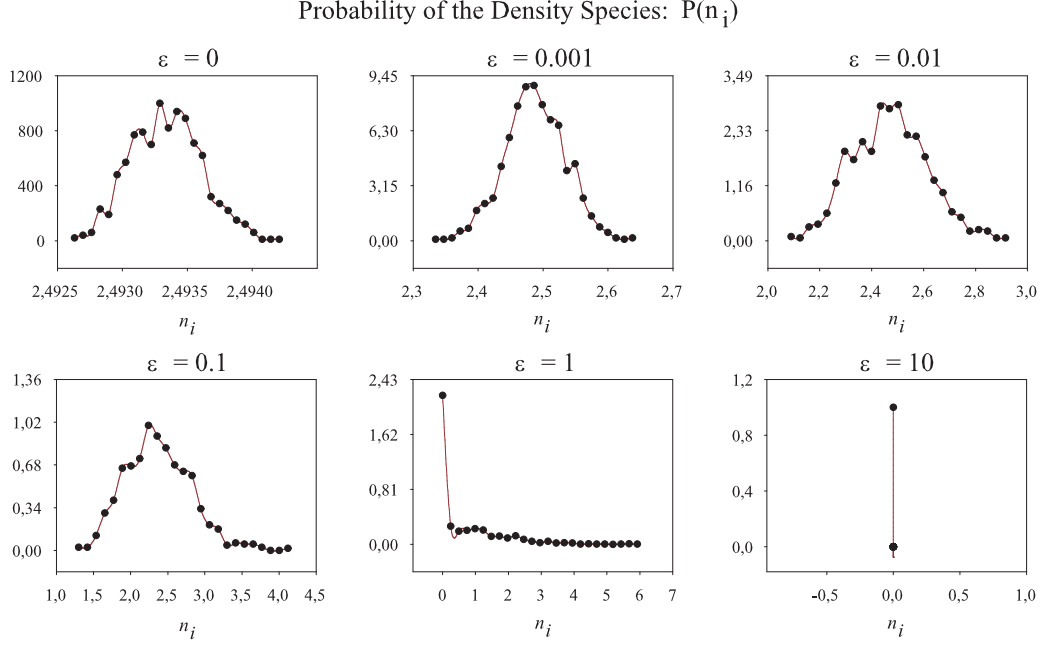 Probability of the Density Species: P(n_i)
ε = 0
ε = 0.001
ε = 0.01
1200
800
400
0
2,4925 2,4930 2,4935 2,4940
n_i
9,45
6,30
3,15
0,00
2,3 2,4 2,5 2,6 2,7
n_i
3,49
2,33
1,16
0,00
2,0 2,2 2,4 2,6 2,8 3,0
n_i
ε = 0.1
ε = 1
ε = 10
1,36
1,02
0,68
0,34
0,00
1,0 1,5 2,0 2,5 3,0 3,5 4,0 4,5
n_i
2,43
1,62
0,81
0,00
0 1 2 3 4 5 6 7
n_i
1,2
0,8
0,4
0,0
-0,5 0,0 0,5 1,0
n_i